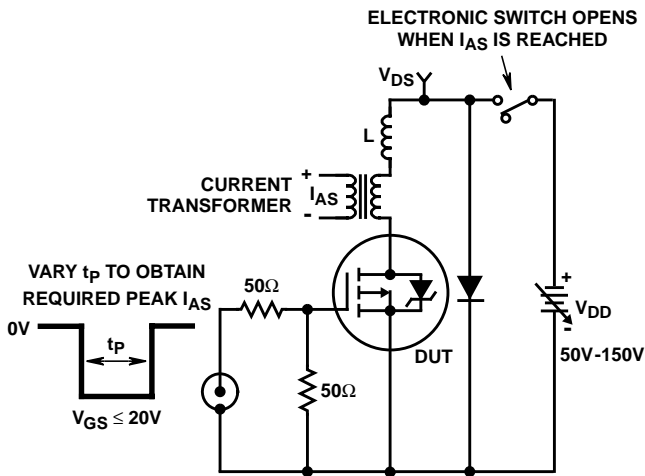 ELECTRONIC SWITCH OPENS
WHEN IAS IS REACHED
VDS
L
+
CURRENT
TRANSFORMER
IAS
-
VARY tP TO OBTAIN
REQUIRED PEAK IAS
50Ω
0V
tP
DUT
+
VDD
-
50V-150V
50Ω
VGS ≤ 20V